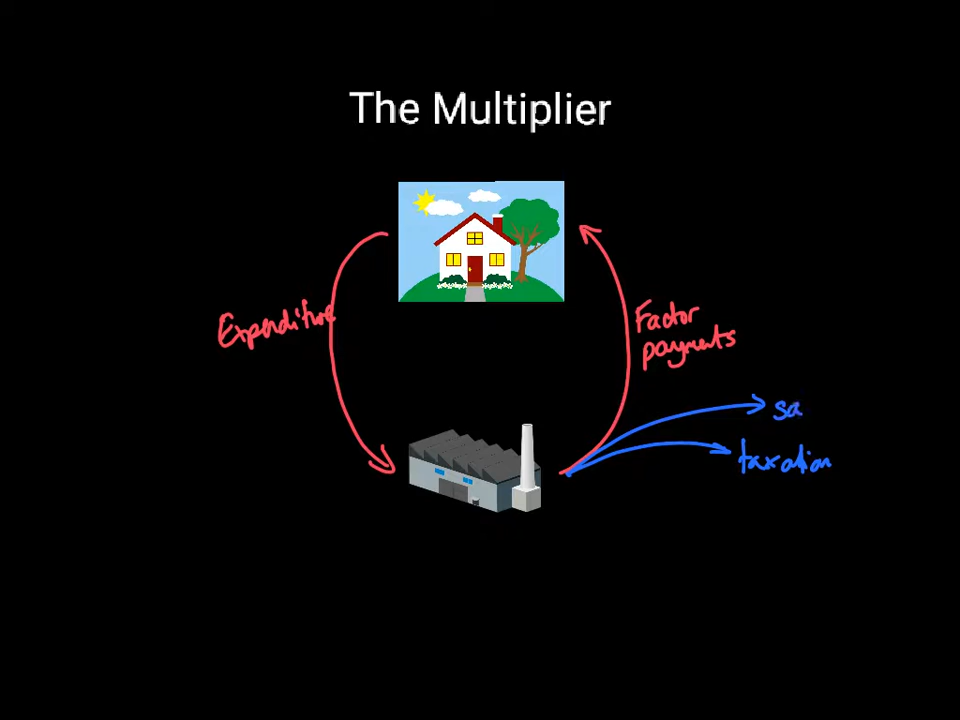 The Multiplier
Expenditure
Factor
payments
sa
taxation